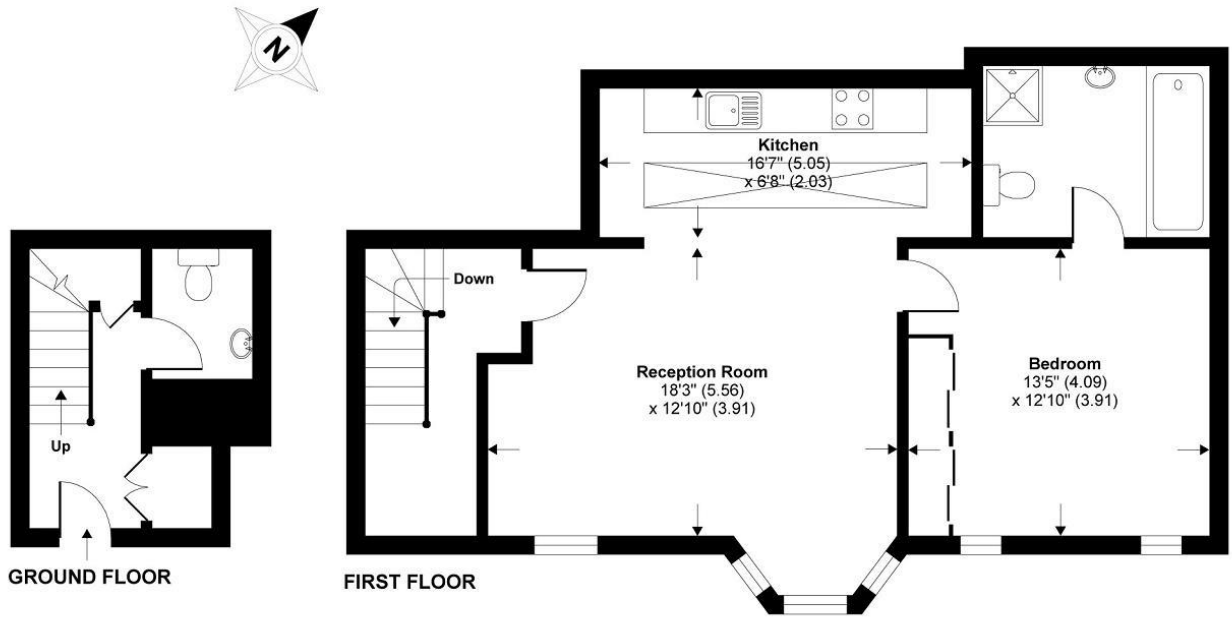 N
Kitchen
16'7" (5.05)
x 6'8" (2.03)
Down
Up
Reception Room
18'3" (5.56)
x 12'10" (3.91)
Bedroom
13'5" (4.09)
x 12'10" (3.91)
GROUND FLOOR
FIRST FLOOR